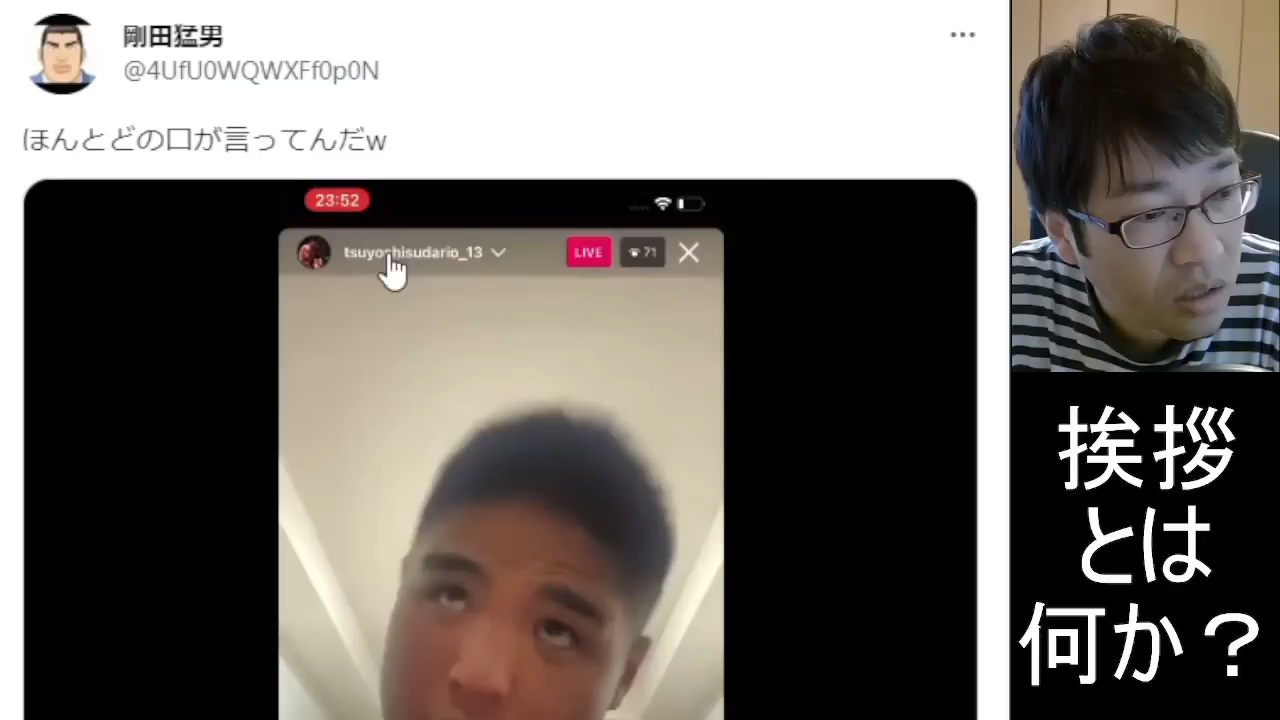 剛田猛男
@4UfU0WQWXFf0p0N
ほんとどの口が言ってんだw
23:52
tsuyoshisudario_13
LIVE
71
挨拶
とは
何か？